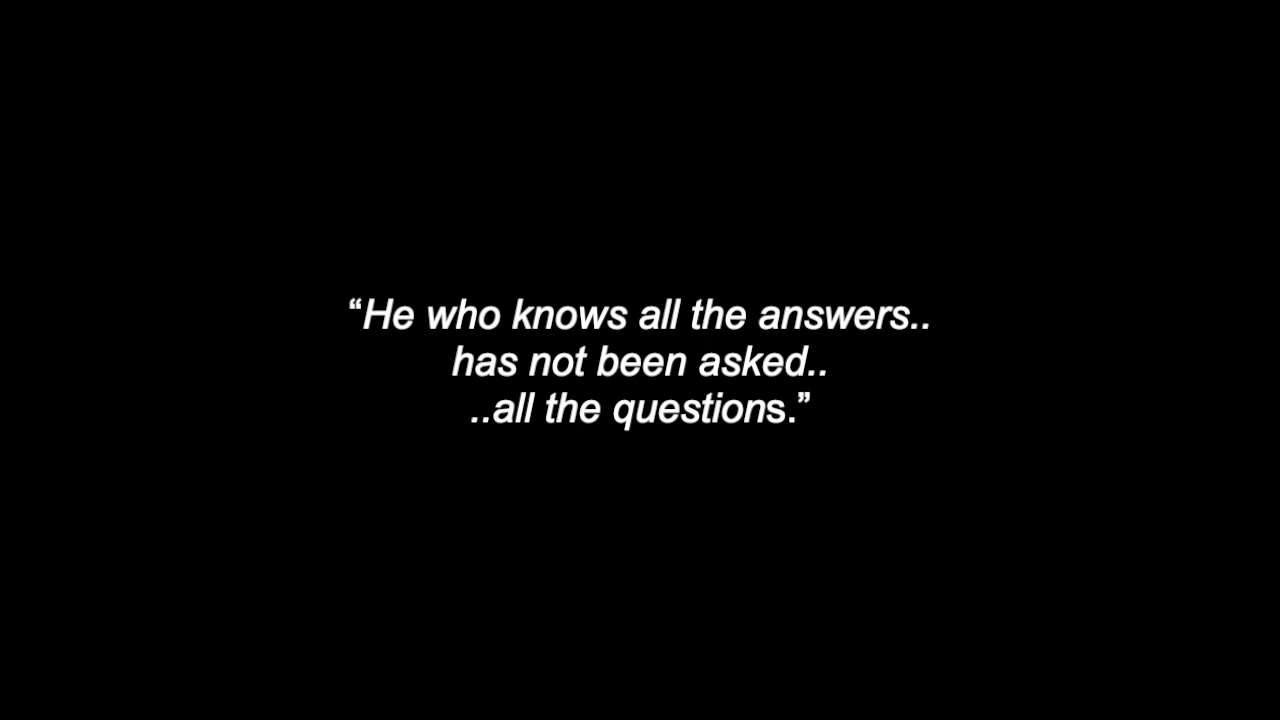 “He who knows all the answers..
has not been asked..
..all the questions.”